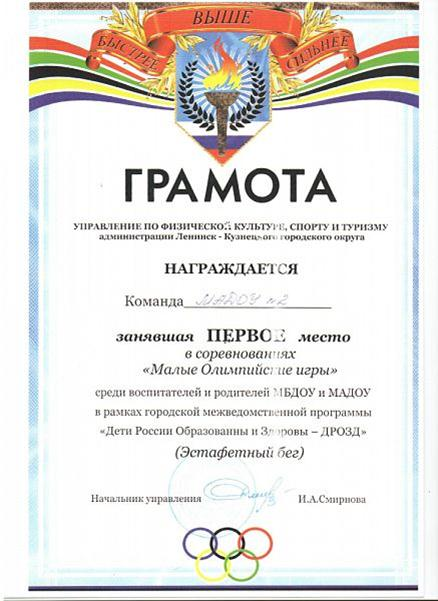 БЫСТРЕЕ
ВЫШЕ
СИЛЬНЕЕ
ГРАМОТА
УПРАВЛЕНИЕ ПО ФИЗИЧЕСКОЙ КУЛЬТУРЕ, СПОРТУ И ТУРИЗМУ
администрации Ленинск - Кузнецкого городского округа
НАГРАЖДАЕТСЯ
Команда МАДОУ №2
занявшая ПЕРВОЕ место
в соревнованиях
«Малые Олимпийские игры»
среди воспитателей и родителей МБДОУ и МАДОУ
в рамках городской межведомственной программы
«Дети России Образованны и Здоровы – ДРОЗД»
(Эстафетный бег)
Начальник управления И.А.Смирнова